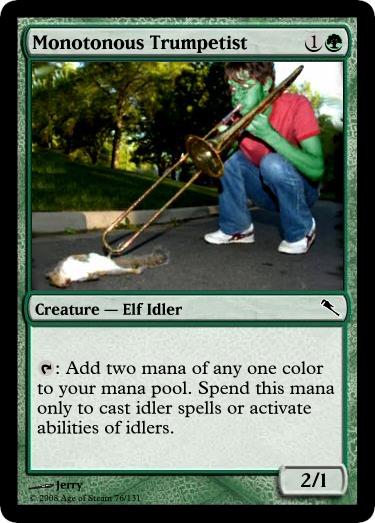 Monotonous Trumpetist 1
Creature — Elf Idler
: Add two mana of any one color
to your mana pool. Spend this mana
only to cast idler spells or activate
abilities of idlers.
2/1
Jerry
© 2008 Age of Steam 76/131